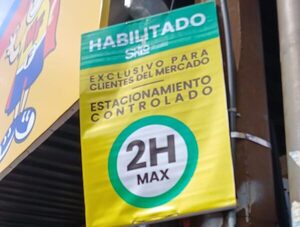 HABILITADO
EXCLUSIVO PARA
CLIENTES DEL MERCADO
ESTACIONAMIENTO
CONTROLADO
2H
MAX